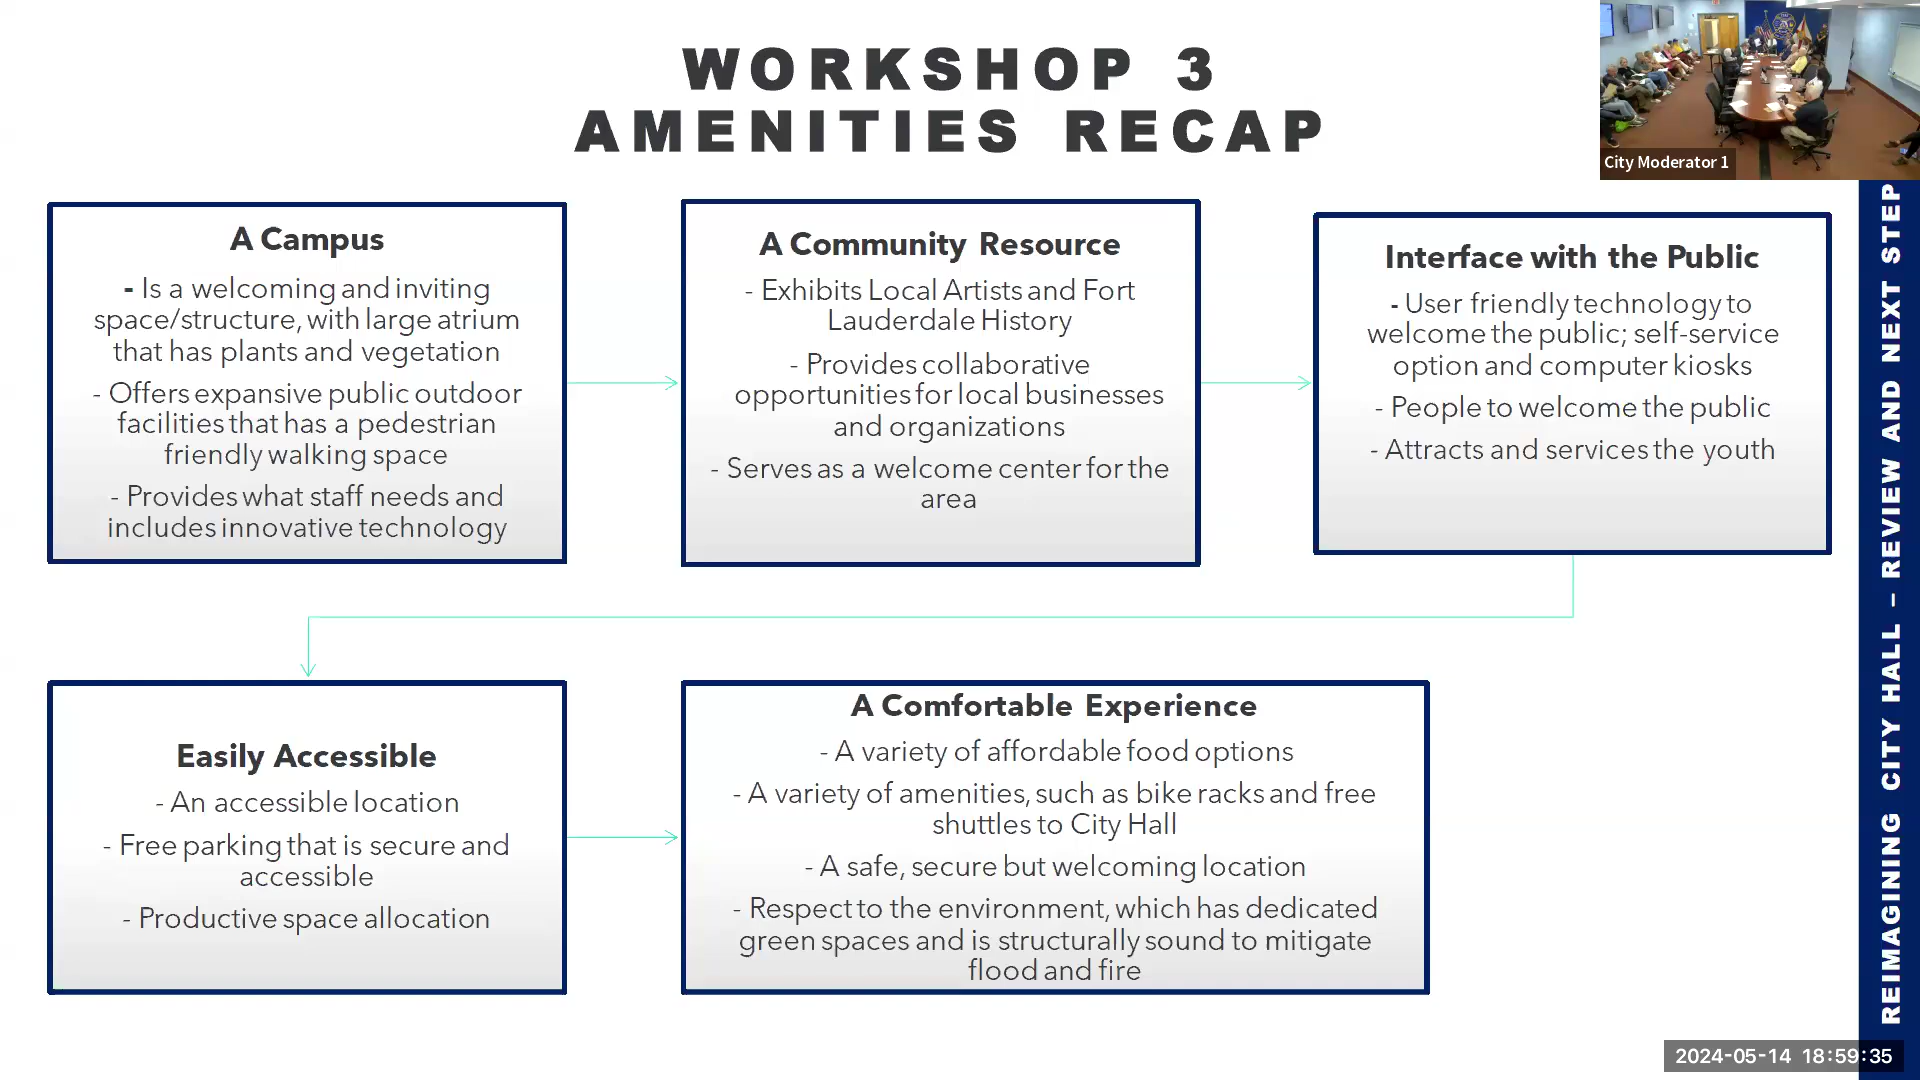 WORKSHOP 3
AMENITIES RECAP
City Moderator 1
A Campus
- Is a welcoming and inviting
space/structure, with large atrium
that has plants and vegetation
- Offers expansive public outdoor
facilities that has a pedestrian
friendly walking space
- Provides what staff needs and
includes innovative technology
A Community Resource
- Exhibits Local Artists and Fort
Lauderdale History
- Provides collaborative
opportunities for local businesses
and organizations
- Serves as a welcome center for the
area
Interface with the Public
- User friendly technology to
welcome the public; self-service
option and computer kiosks
- People to welcome the public
- Attracts and services the youth
Easily Accessible
- An accessible location
- Free parking that is secure and
accessible
- Productive space allocation
A Comfortable Experience
- A variety of affordable food options
- A variety of amenities, such as bike racks and free
shuttles to City Hall
- A safe, secure but welcoming location
- Respect to the environment, which has dedicated
green spaces and is structurally sound to mitigate
flood and fire
REIMAGINING CITY HALL – REVIEW AND NEXT STEP
2024-05-14 18:59:35